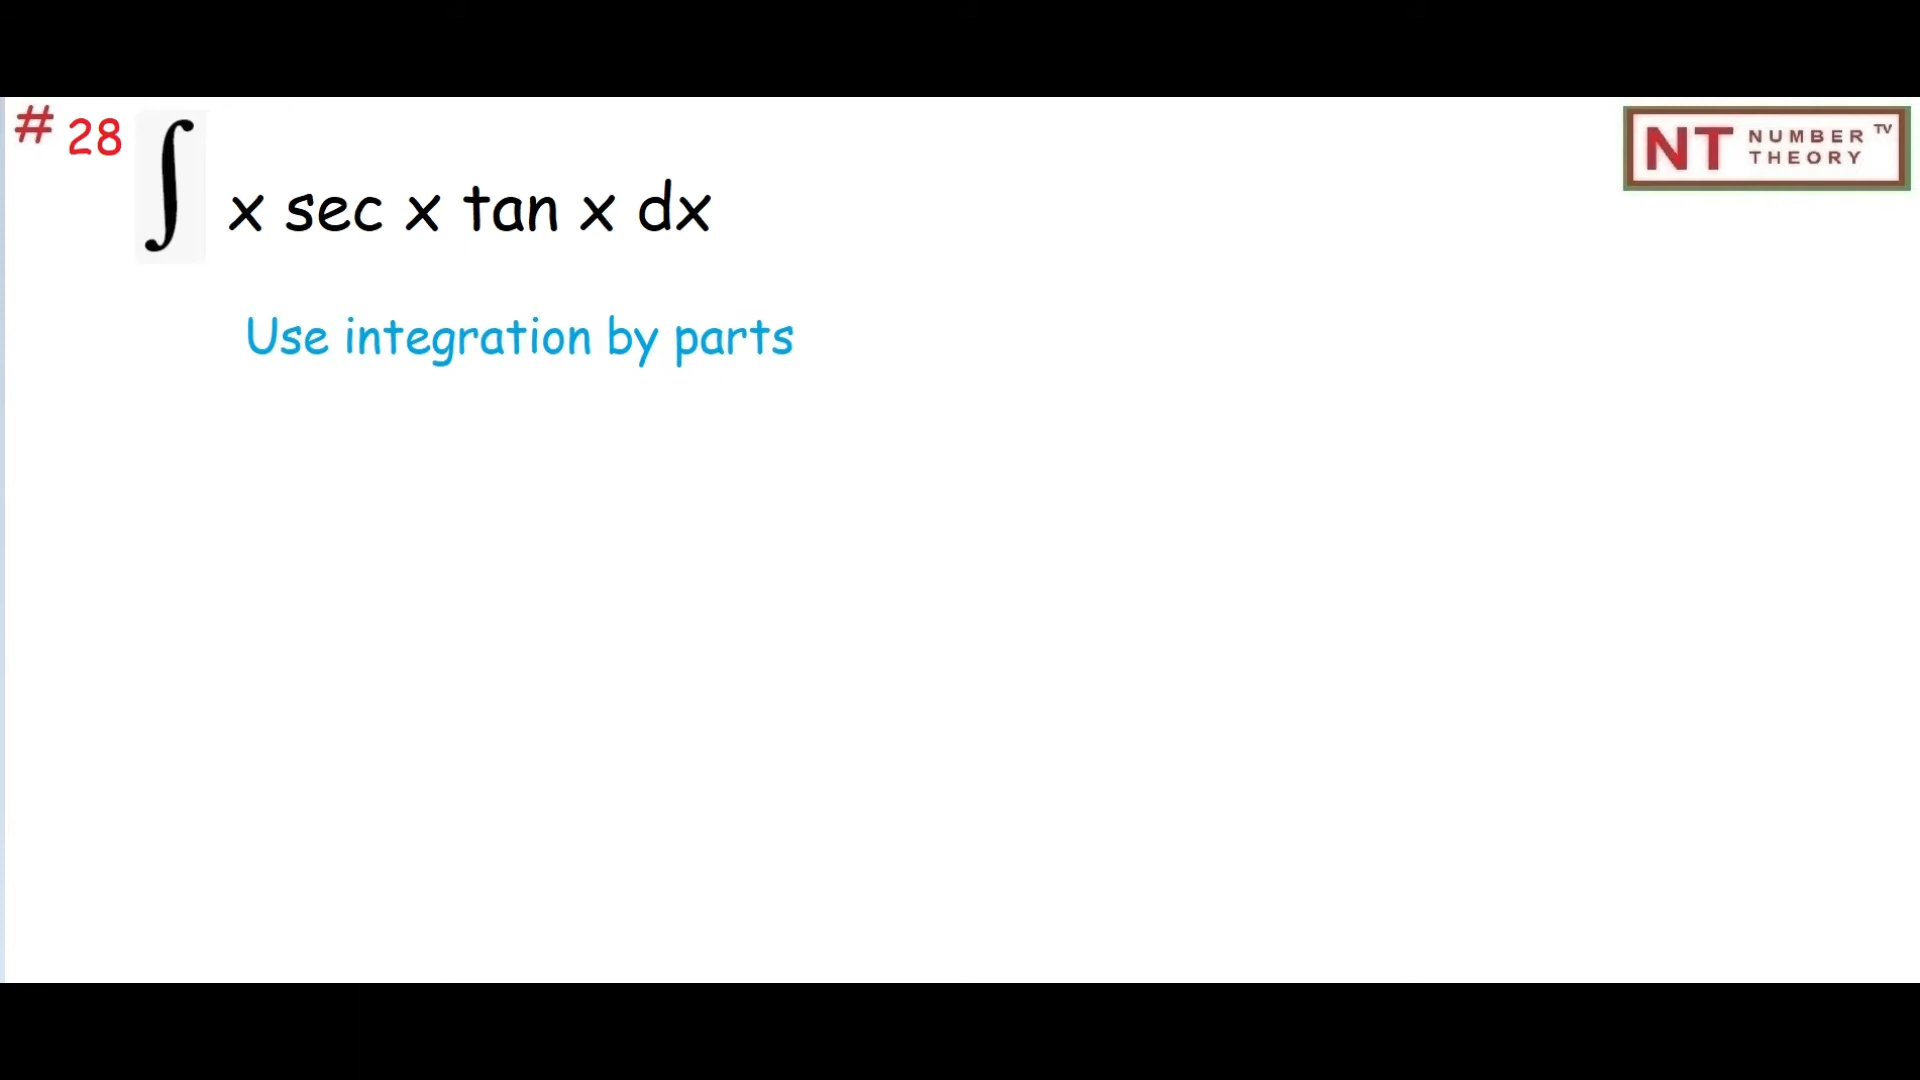 # 28 ∫ x sec x tan x dx
NT NUMBER THEORY TV
Use integration by parts